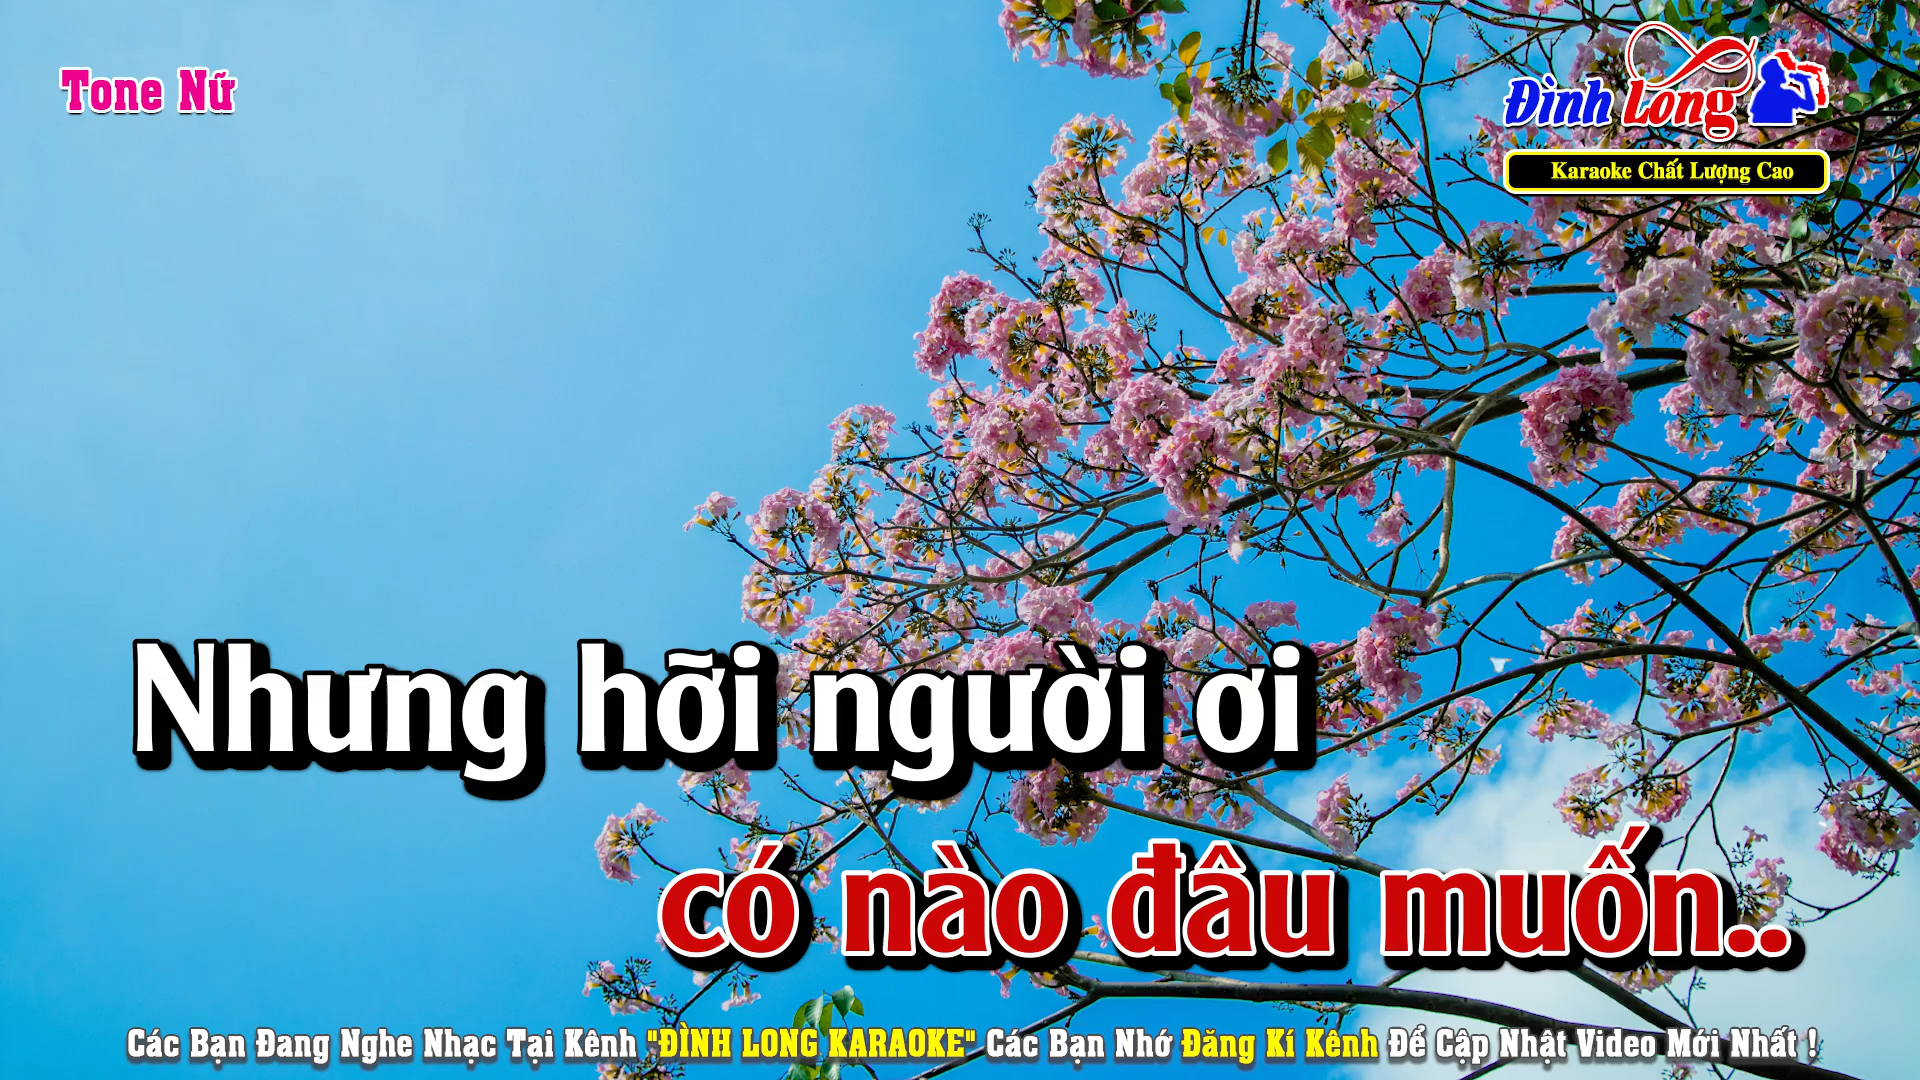 Tone Nữ
Đình Long
Karaoke Chất Lượng Cao
Nhưng hỡi người ơi
có nào đâu muốn..
Các Bạn Đang Nghe Nhạc Tại Kênh "ĐÌNH LONG KARAOKE" Các Bạn Nhớ Đăng Kí Kênh Để Cập Nhật Video Mới Nhất !